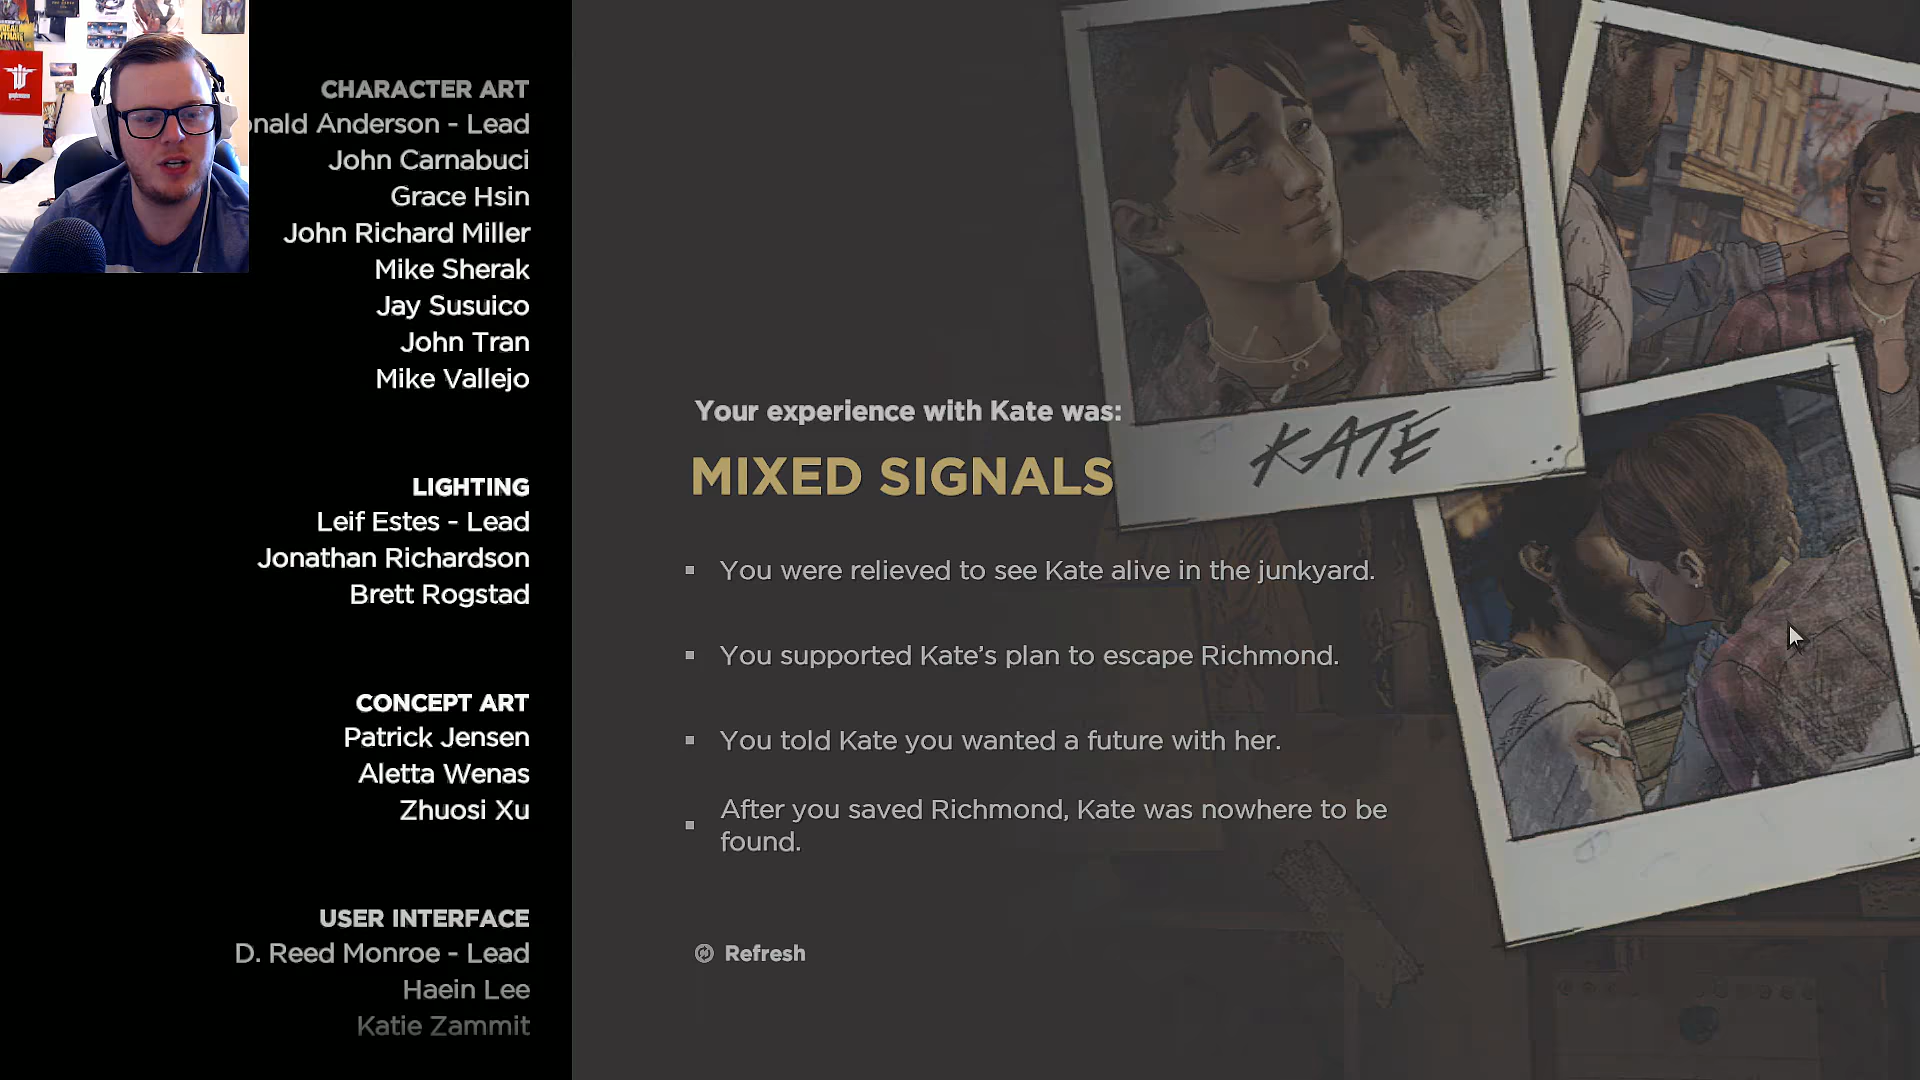 CHARACTER ART
nald Anderson - Lead
John Carnabuci
Grace Hsin
John Richard Miller
Mike Sherak
Jay Susuico
John Tran
Mike Vallejo
LIGHTING
Leif Estes - Lead
Jonathan Richardson
Brett Rogstad
CONCEPT ART
Patrick Jensen
Aletta Wenas
Zhuosi Xu
USER INTERFACE
D. Reed Monroe - Lead
Haein Lee
Katie Zammit
KATE
Your experience with Kate was:
MIXED SIGNALS
▪ You were relieved to see Kate alive in the junkyard.
▪ You supported Kate’s plan to escape Richmond.
▪ You told Kate you wanted a future with her.
▪ After you saved Richmond, Kate was nowhere to be
found.
Refresh